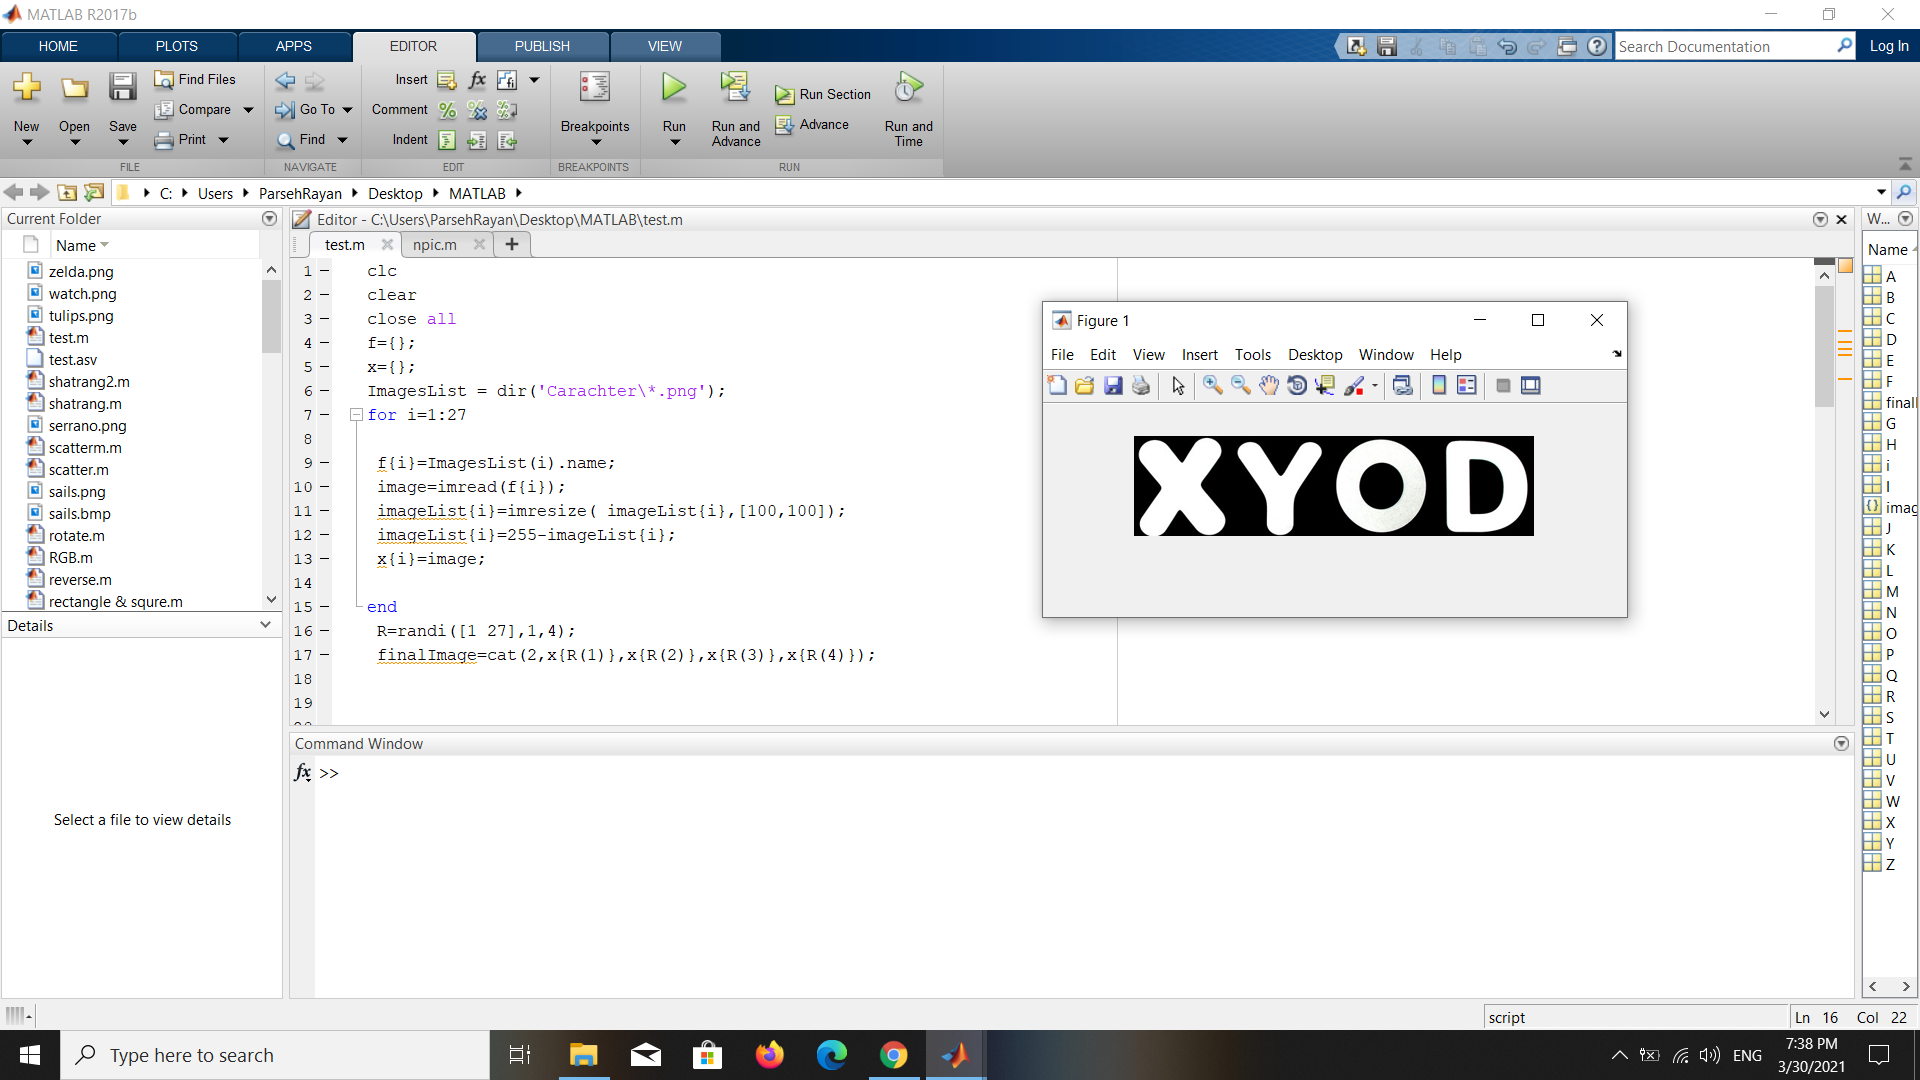 MATLAB R2017b
HOME PLOTS APPS EDITOR PUBLISH VIEW
Search Documentation Log In
New Open Save Find Files Compare Print
FILE
Go To Find
NAVIGATE
Insert fx
Comment
Indent
EDIT
Breakpoints
BREAKPOINTS
Run Run and Advance Run Section Advance Run and Time
RUN
C: Users ParsehRayan Desktop MATLAB
Current Folder
Name
zelda.png
watch.png
tulips.png
test.m
test.asv
shatrang2.m
shatrang.m
serrano.png
scatterm.m
scatter.m
sails.png
sails.bmp
rotate.m
RGB.m
reverse.m
rectangle & squre.m
Details
Select a file to view details
Editor - C:\Users\ParsehRayan\Desktop\MATLAB\test.m
test.m npic.m
1 clc
2 clear
3 close all
4 f={};
5 x={};
6 ImagesList = dir('Carachter\*.png');
7 for i=1:27
8
9 f{i}=ImagesList(i).name;
10 image=imread(f{i});
11 imageList{i}=imresize( imageList{i},[100,100]);
12 imageList{i}=255-imageList{i};
13 x{i}=image;
14
15 end
16 R=randi([1 27],1,4);
17 finalImage=cat(2,x{R(1)},x{R(2)},x{R(3)},x{R(4)});
18
19
Figure 1
File Edit View Insert Tools Desktop Window Help
XYOD
Command Window
fx >>
W...
Name
A
B
C
D
E
F
finalI
G
H
i
I
imag
J
K
L
M
N
O
P
Q
R
S
T
U
V
W
X
Y
Z
script Ln 16 Col 22
Type here to search
ENG
7:38 PM
3/30/2021